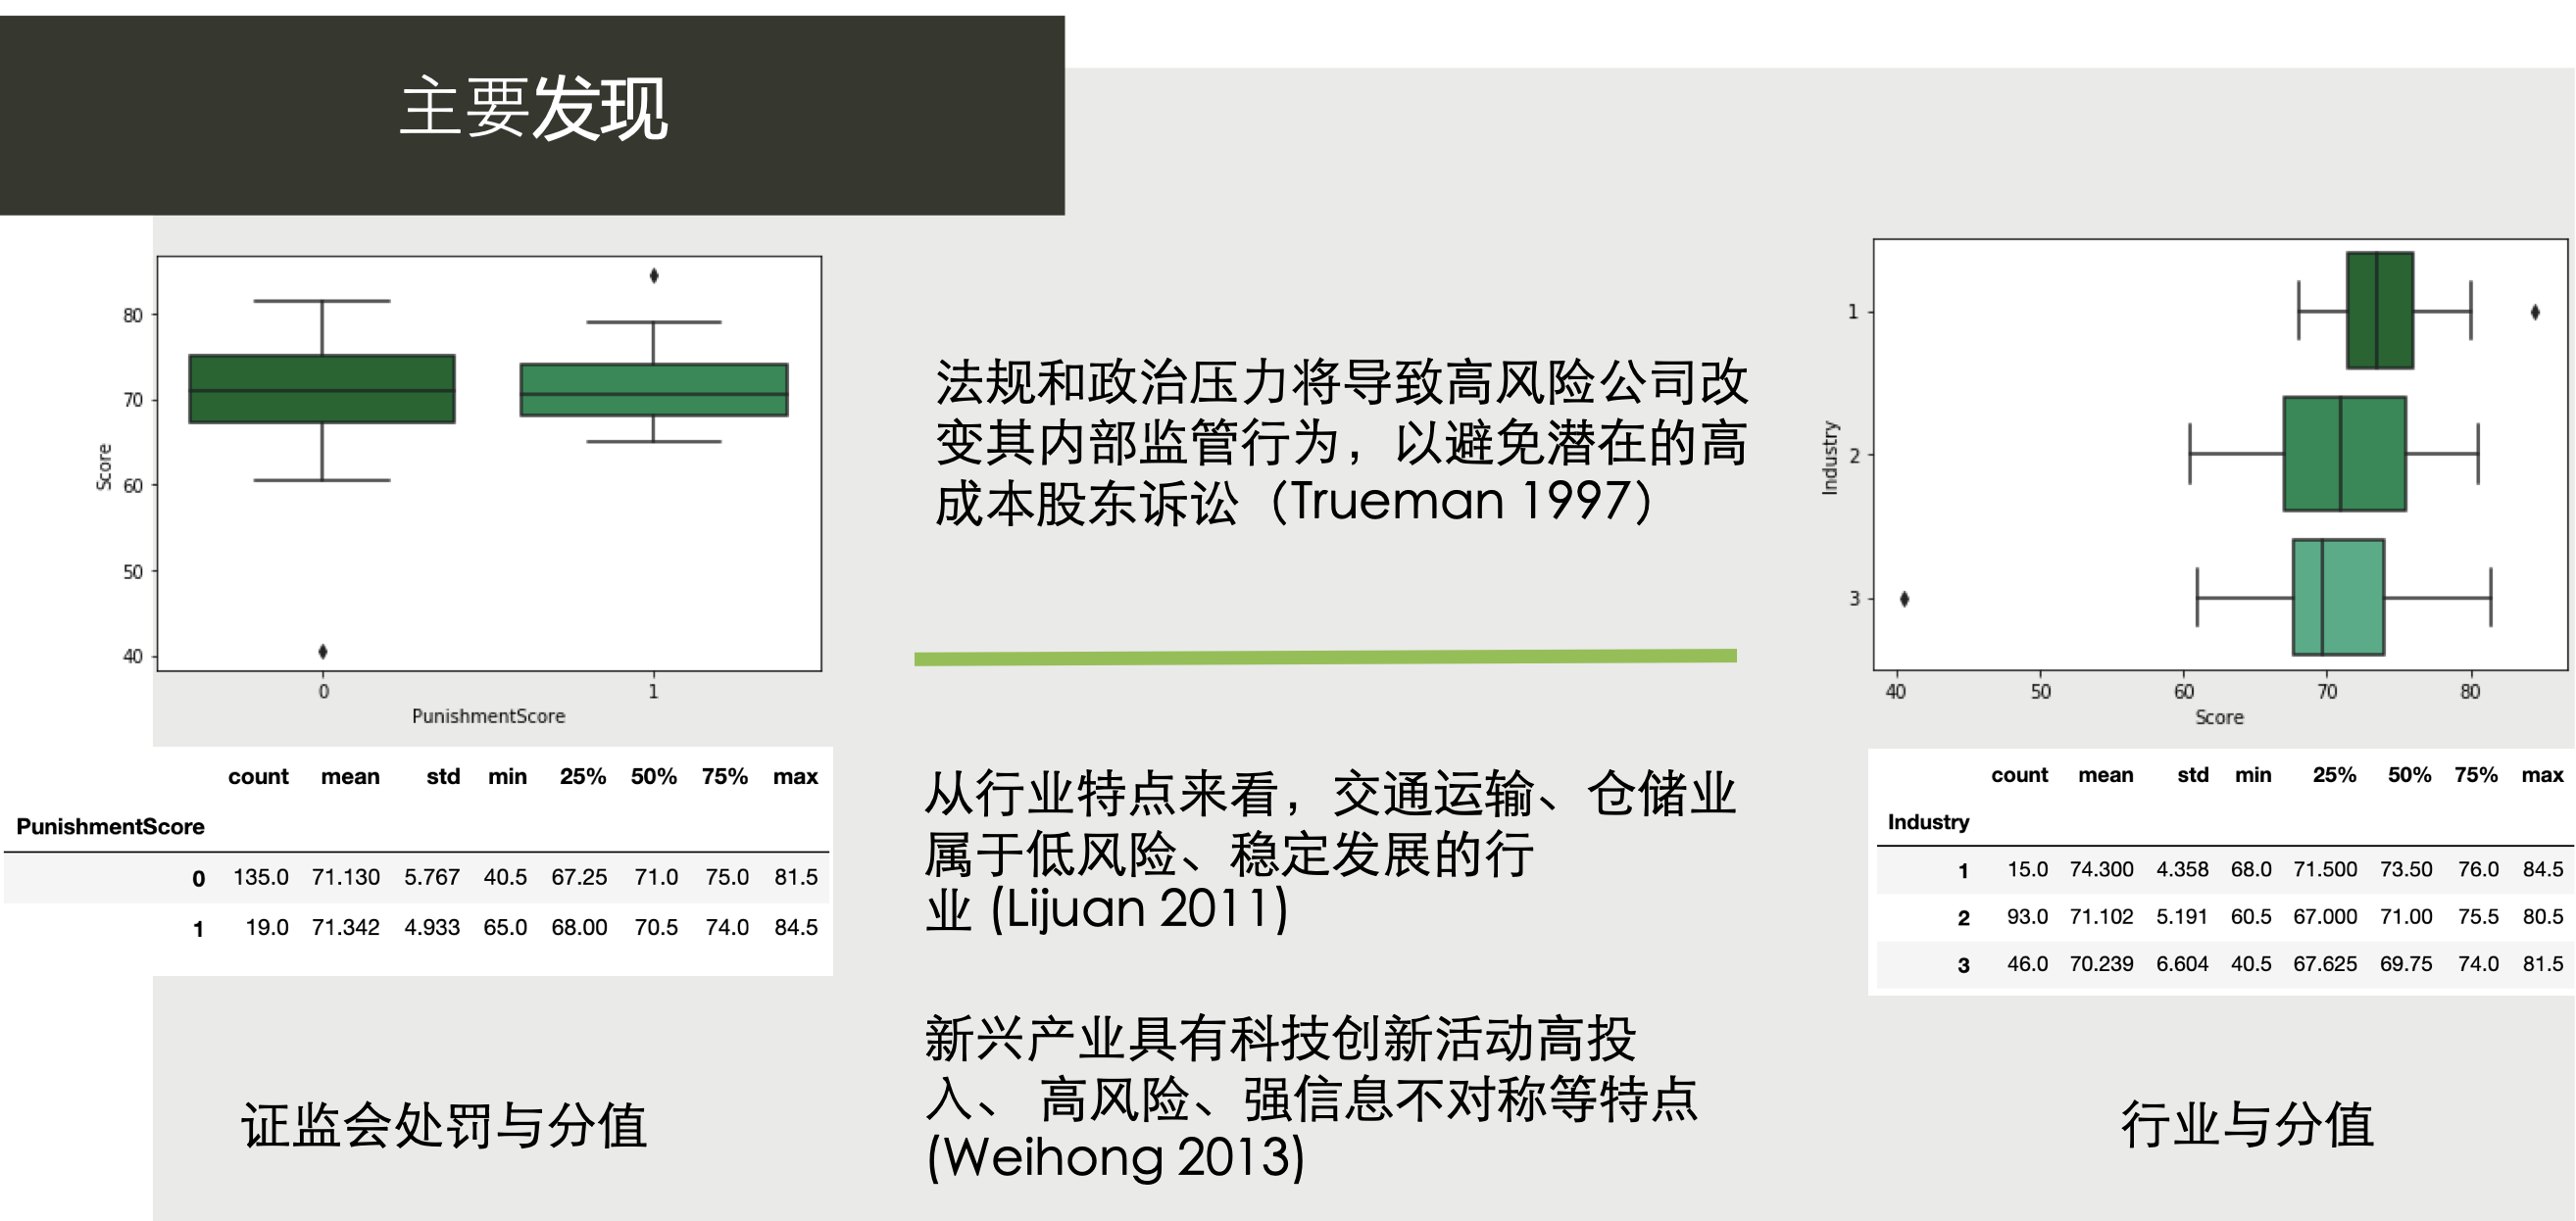 主要发现
80
70
60
50
40
Score
0 1
PunishmentScore
count mean std min 25% 50% 75% max
PunishmentScore
0 135.0 71.130 5.767 40.5 67.25 71.0 75.0 81.5
1 19.0 71.342 4.933 65.0 68.00 70.5 74.0 84.5
证监会处罚与分值
法规和政治压力将导致高风险公司改
变其内部监管行为，以避免潜在的高
成本股东诉讼（Trueman 1997）
从行业特点来看，交通运输、仓储业
属于低风险、稳定发展的行
业 (Lijuan 2011)
新兴产业具有科技创新活动高投
入、 高风险、强信息不对称等特点
(Weihong 2013)
1
2
3
Industry
40 50 60 70 80
Score
count mean std min 25% 50% 75% max
Industry
1 15.0 74.300 4.358 68.0 71.500 73.50 76.0 84.5
2 93.0 71.102 5.191 60.5 67.000 71.00 75.5 80.5
3 46.0 70.239 6.604 40.5 67.625 69.75 74.0 81.5
行业与分值